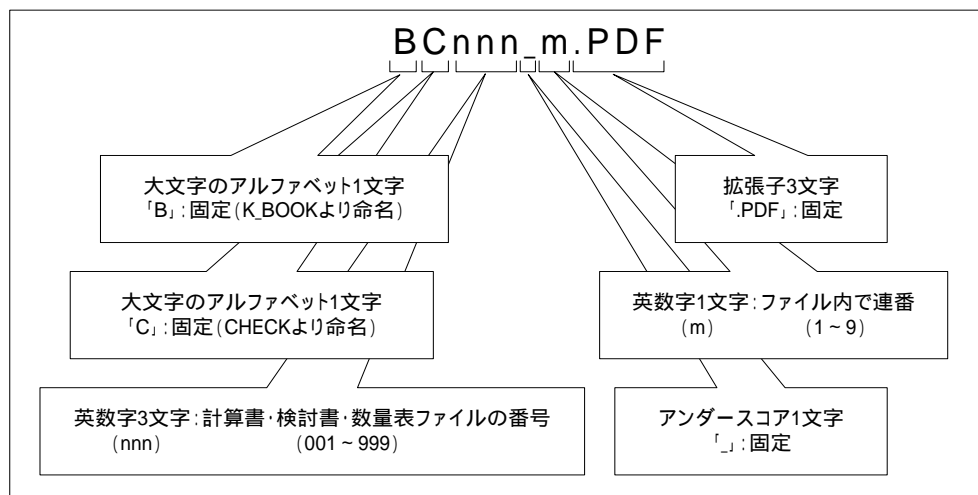 BCnnn_m.PDF
大文字のアルファベット1文字
「B」:固定(K_BOOKより命名)
拡張子3文字
「.PDF」:固定
大文字のアルファベット1文字
「C」:固定(CHECKより命名)
英数字1文字:ファイル内で連番
(m) (1~9)
英数字3文字:計算書・検討書・数量表ファイルの番号
(nnn) (001~999)
アンダースコア1文字
「_」:固定